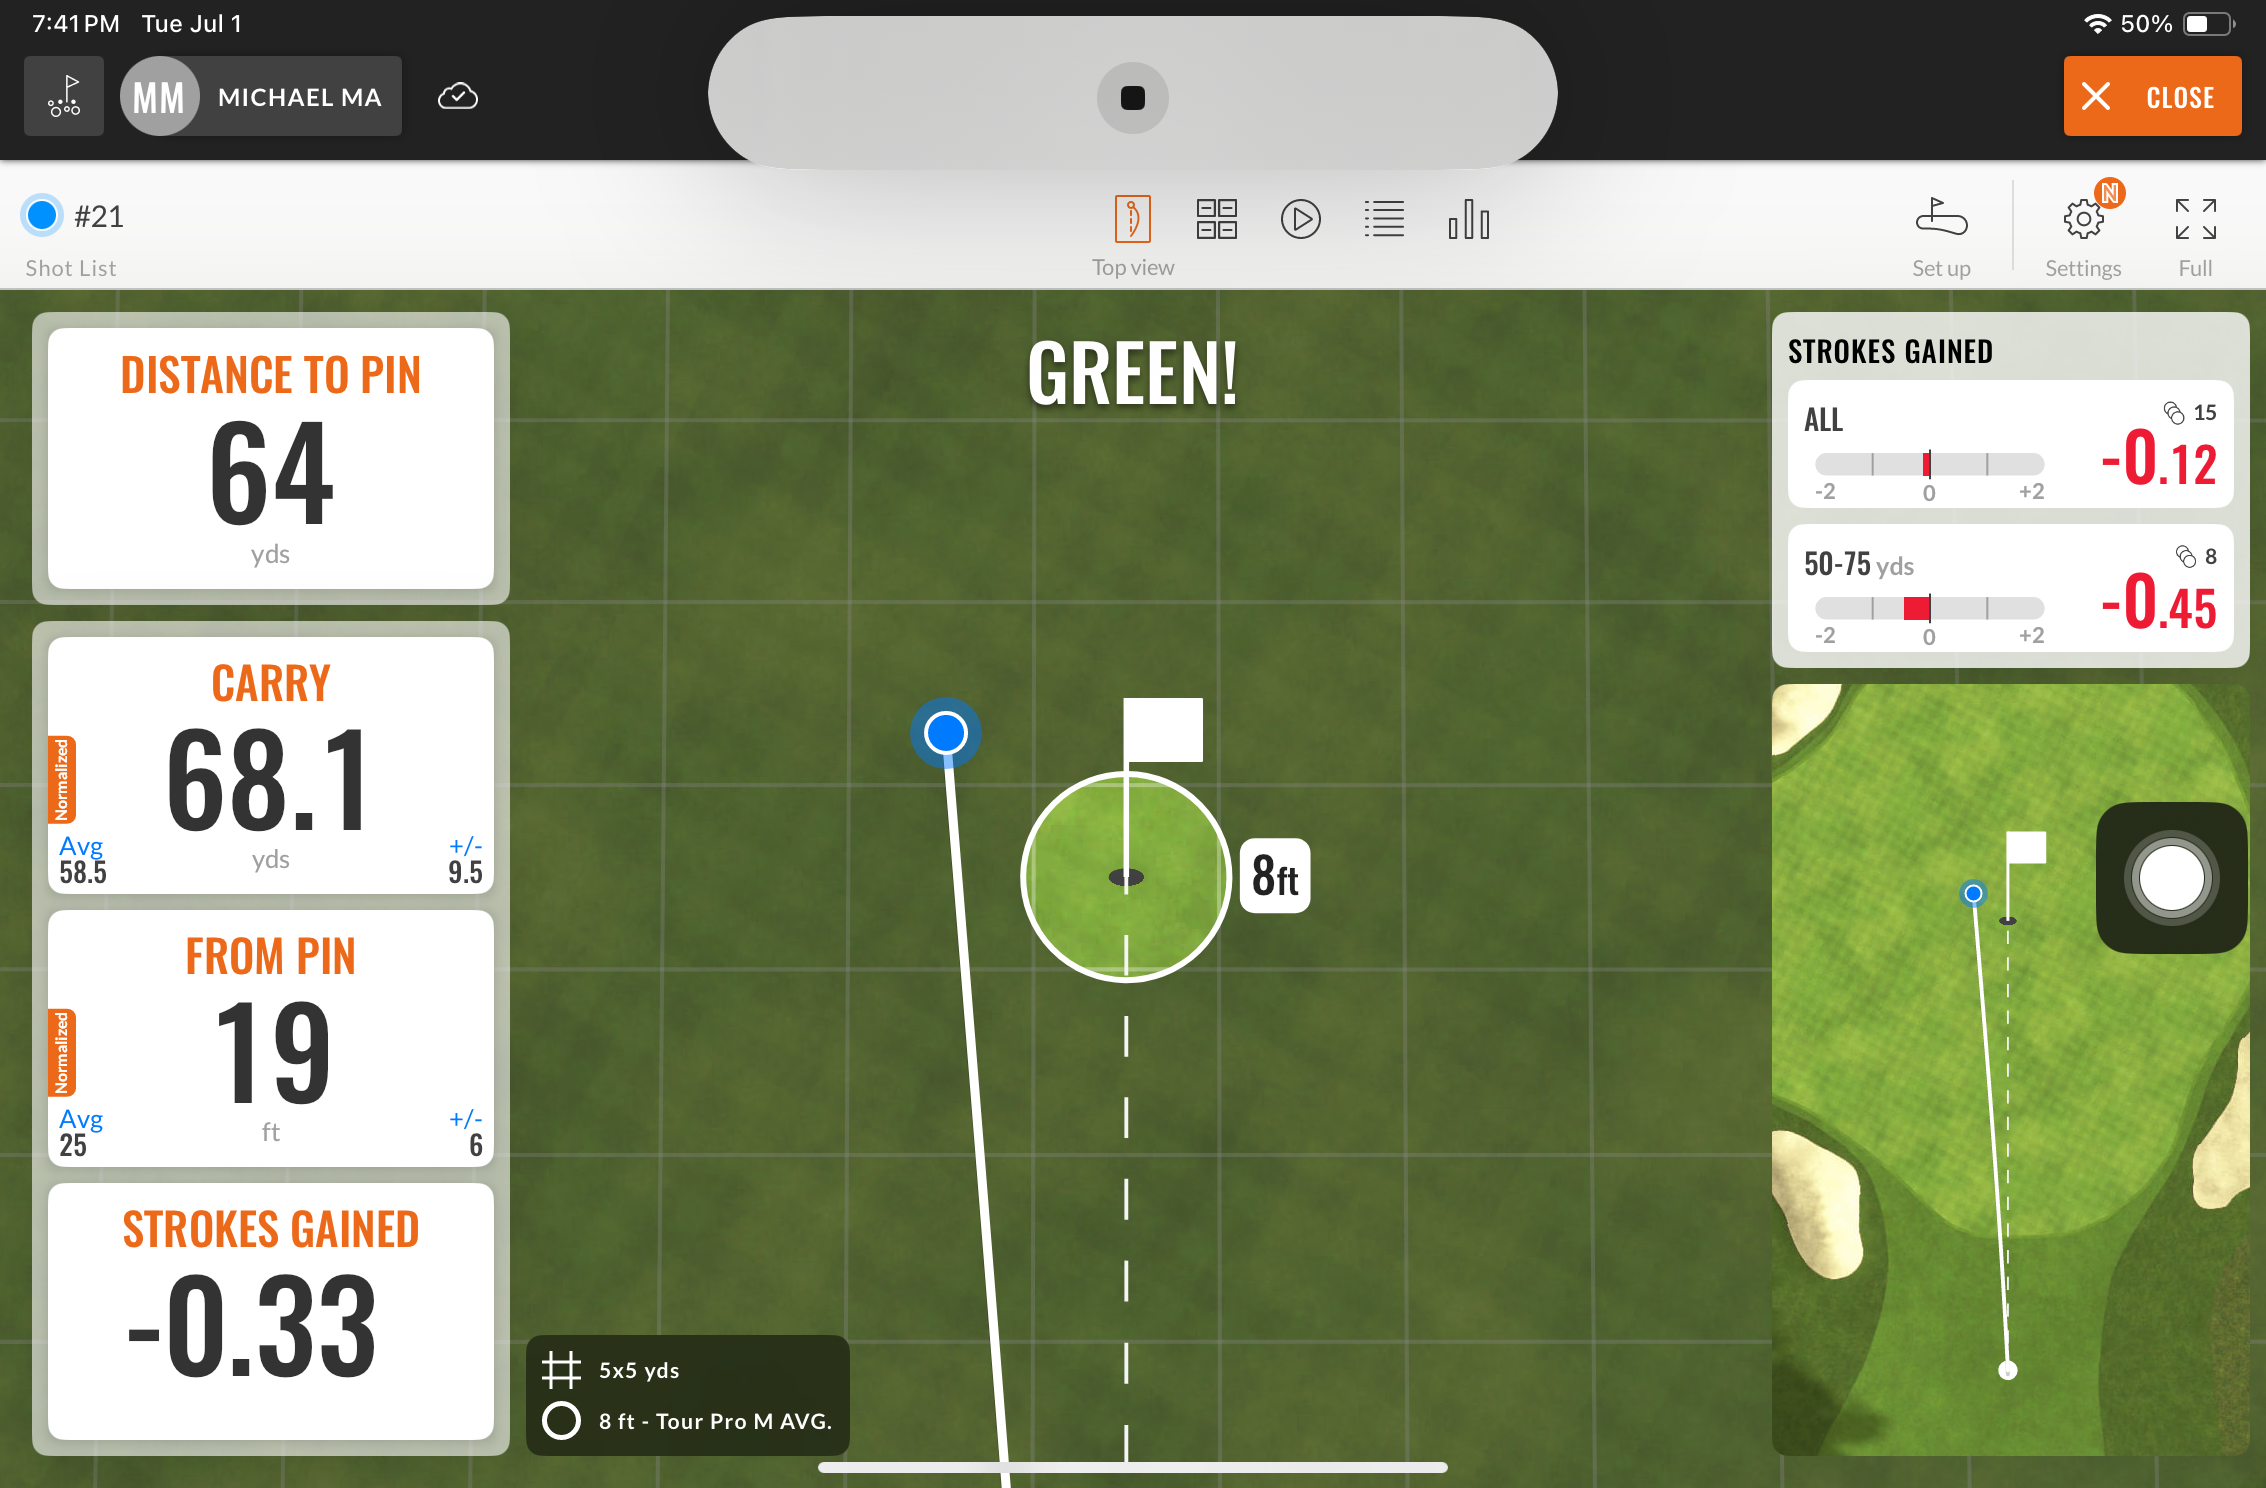 7:41 PM Tue Jul 1
50%
MM MICHAEL MA
CLOSE
#21
Shot List
Top view
Set up
N
Settings
Full
DISTANCE TO PIN
64
yds
CARRY
Normalized
68.1
yds
Avg
58.5
+/-
9.5
FROM PIN
Normalized
19
ft
Avg
25
+/-
6
STROKES GAINED
-0.33
GREEN!
8ft
5x5 yds
8 ft - Tour Pro M AVG.
STROKES GAINED
ALL
15
-0.12
-2 0 +2
50-75 yds
8
-0.45
-2 0 +2